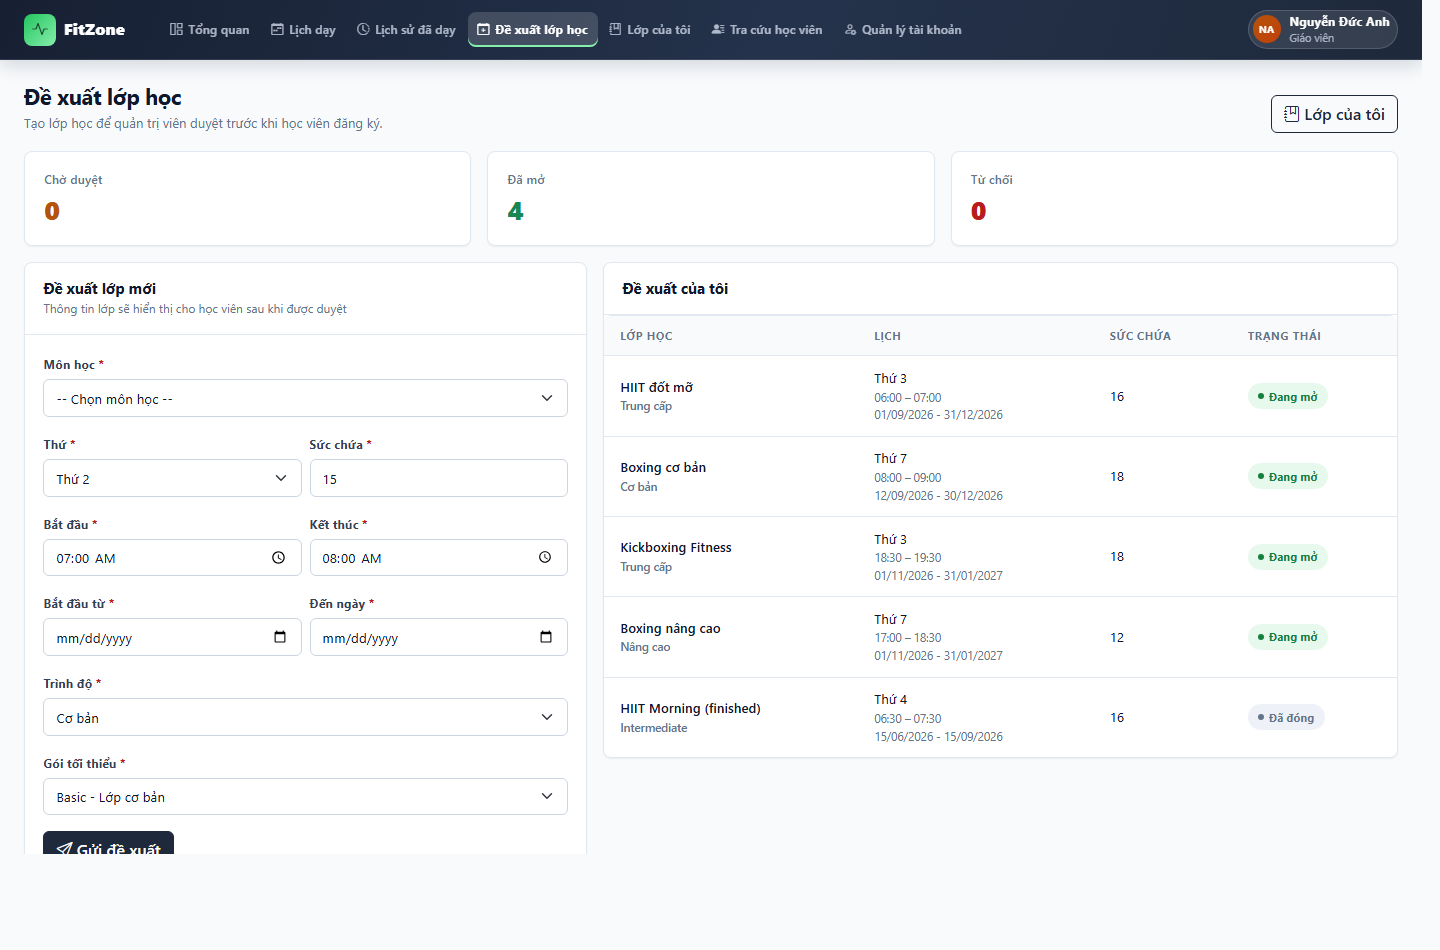 FitZone
Tổng quan
Lịch dạy
Lịch sử đã dạy
Đề xuất lớp học
Lớp của tôi
Tra cứu học viên
Quản lý tài khoản
NA
Nguyễn Đức Anh
Giáo viên
Đề xuất lớp học
Tạo lớp học để quản trị viên duyệt trước khi học viên đăng ký.
Lớp của tôi
Chờ duyệt
0
Đã mở
4
Từ chối
0
Đề xuất lớp mới
Thông tin lớp sẽ hiển thị cho học viên sau khi được duyệt
Môn học *
-- Chọn môn học --
Thứ *
Sức chứa *
Thứ 2
15
Bắt đầu *
Kết thúc *
07:00 AM
08:00 AM
Bắt đầu từ *
Đến ngày *
mm/dd/yyyy
mm/dd/yyyy
Trình độ *
Cơ bản
Gói tối thiểu *
Basic - Lớp cơ bản
Gửi đề xuất
Đề xuất của tôi
LỚP HỌC
LỊCH
SỨC CHỨA
TRẠNG THÁI
HIIT đốt mỡ
Trung cấp
Thứ 3
06:00 – 07:00
01/09/2026 - 31/12/2026
16
Đang mở
Boxing cơ bản
Cơ bản
Thứ 7
08:00 – 09:00
12/09/2026 - 30/12/2026
18
Đang mở
Kickboxing Fitness
Trung cấp
Thứ 3
18:30 – 19:30
01/11/2026 - 31/01/2027
18
Đang mở
Boxing nâng cao
Nâng cao
Thứ 7
17:00 – 18:30
01/11/2026 - 31/01/2027
12
Đang mở
HIIT Morning (finished)
Intermediate
Thứ 4
06:30 – 07:30
15/06/2026 - 15/09/2026
16
Đã đóng